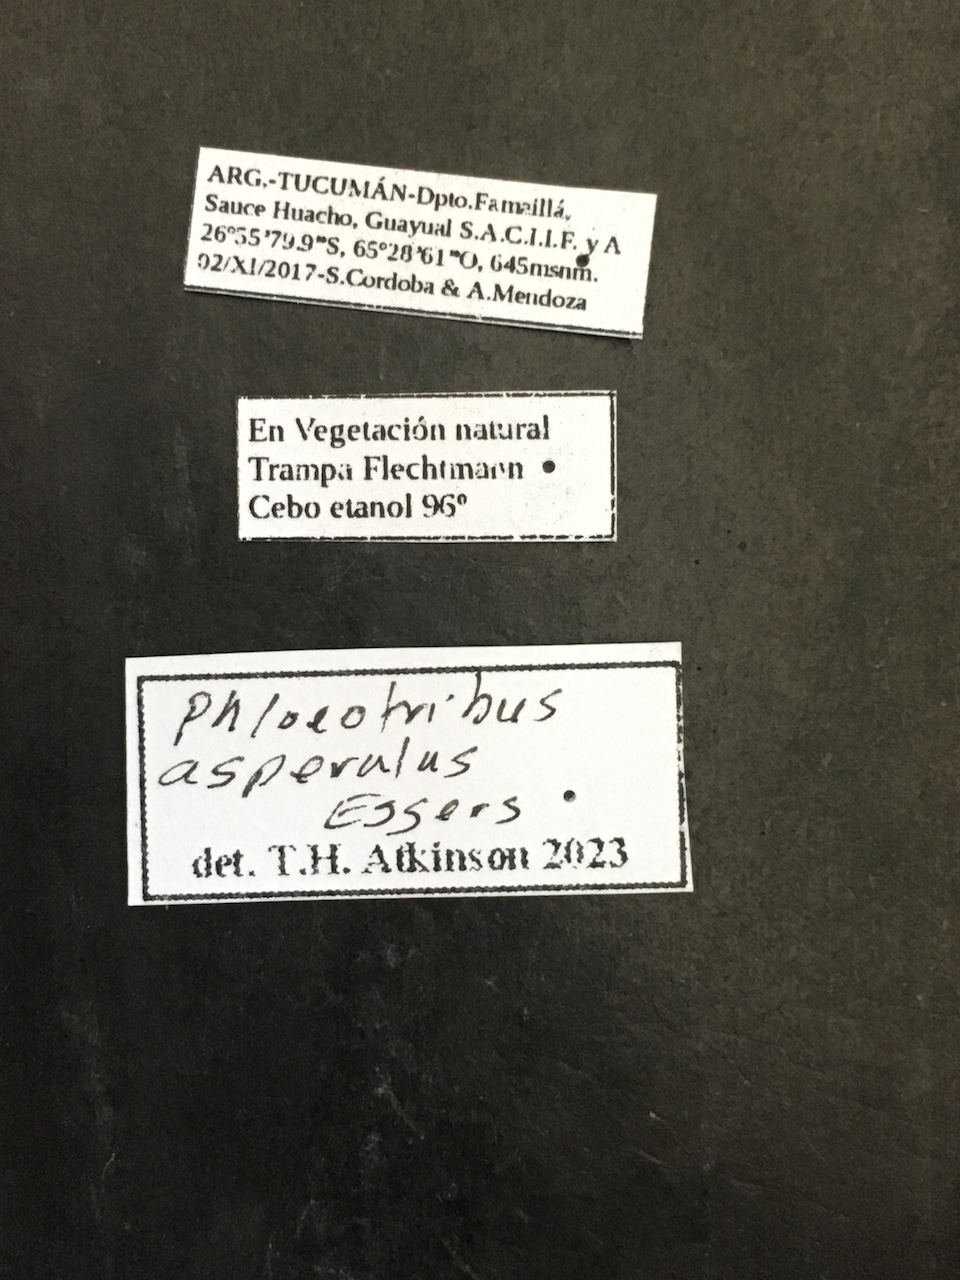 ARG.-TUCUMÁN-Dpto.Famaillá,
Sauce Huacho, Guayual S.A.C.I.I.F. y A
26°55'79.9"S, 65°28'61"O, 645msnm.
02/XI/2017-S.Cordoba & A.Mendoza
En Vegetación natural
Trampa Flechtmann
Cebo etanol 96°
Phloeotribus
asperulus
Eggers
det. T.H. Atkinson 2023